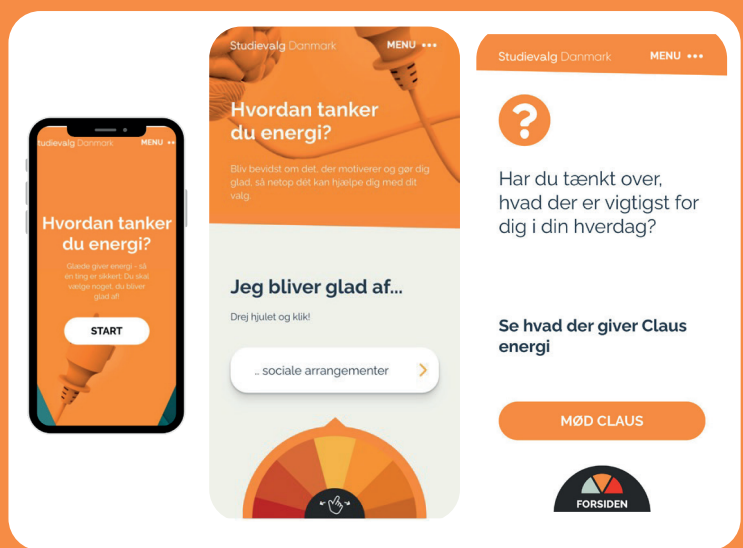 tudievalg Danmark MENU
Hvordan tanker
du energi?
Glæde giver energi - så
én ting er sikkert: Du skal
vælge noget, du bliver
glad af!
START
Studievalg Danmark MENU
Hvordan tanker
du energi?
Bliv bevidst om det, der motiverer og gør dig
glad, så netop dét kan hjælpe dig med dit
valg.
Jeg bliver glad af...
Drej hjulet og klik!
... sociale arrangementer
Studievalg Danmark MENU
?
Har du tænkt over,
hvad der er vigtigst for
dig i din hverdag?
Se hvad der giver Claus
energi
MØD CLAUS
FORSIDEN